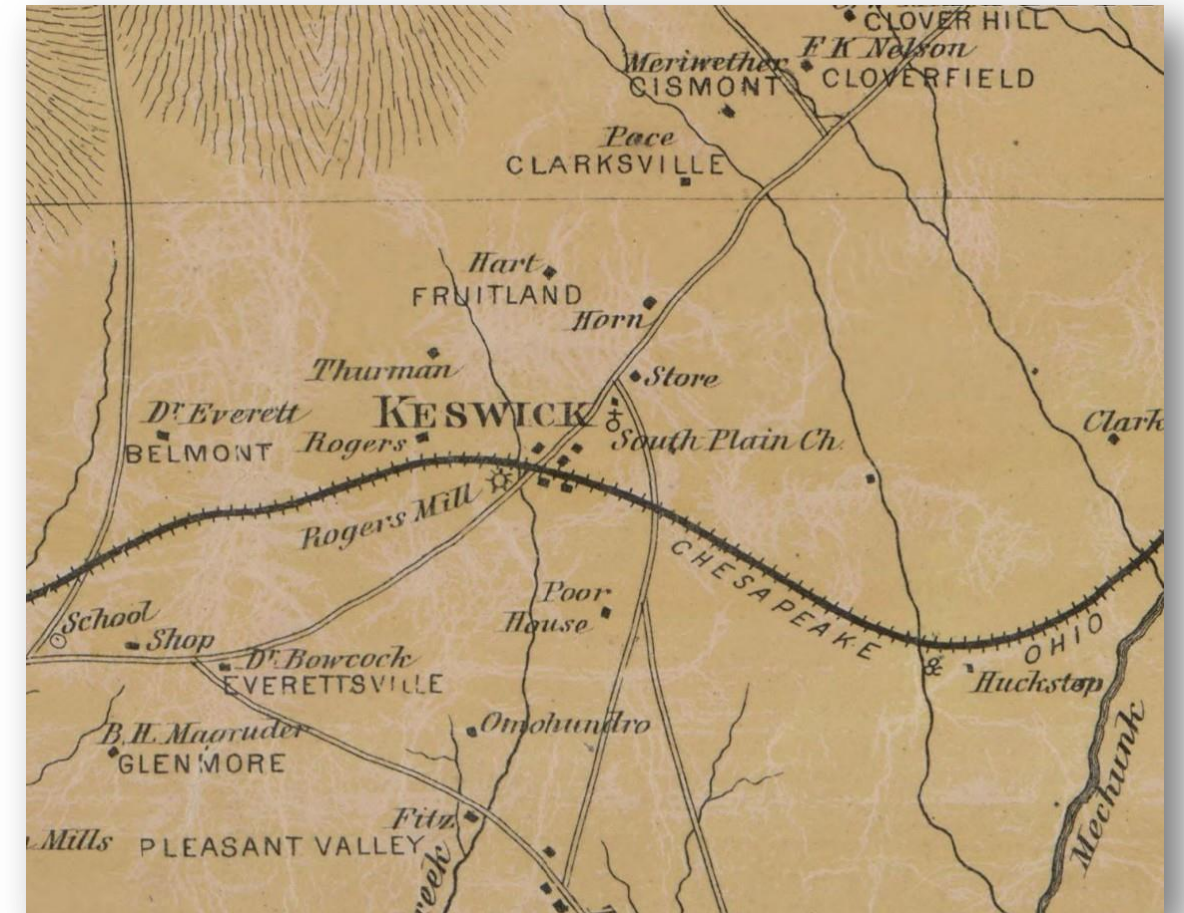 CLOVER HILL
F K Nelson
CLOVERFIELD
Meriwether
CISMONT
Pace
CLARKSVILLE
Hart
FRUITLAND
Horn
Thurman
Store
KESWICK
Dr Everett
BELMONT
Rogers
South Plain Ch.
Clark
Rogers Mill
CHESAPEAKE & OHIO
Poor
House
School
Shop
Dr Bowcock
EVERETTSVILLE
Huckstep
B. H. Magruder
GLENMORE
Omohundro
Mechunk
Fitz
Mills
PLEASANT VALLEY
reek